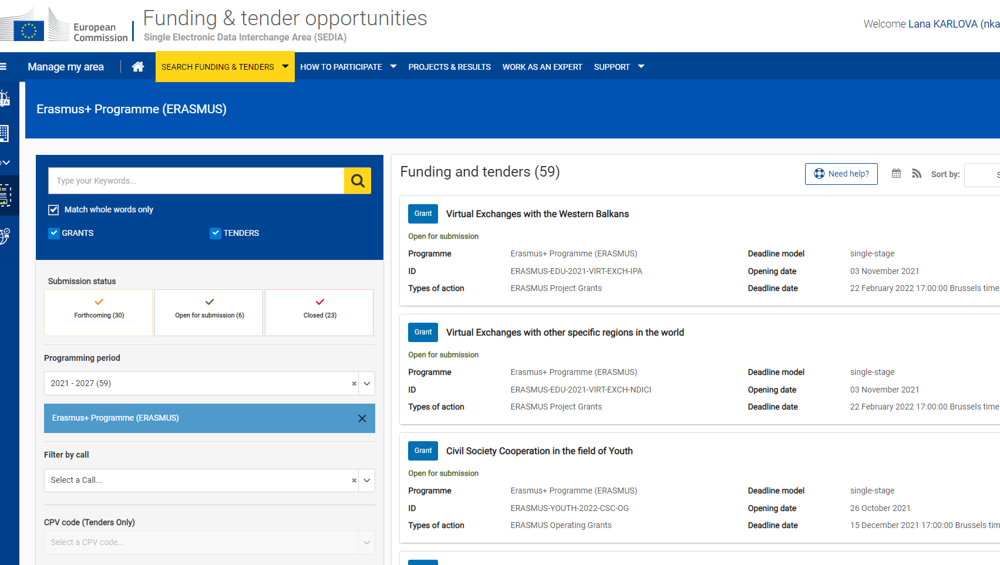 European
Commission
Funding & tender opportunities
Single Electronic Data Interchange Area (SEDIA)
Welcome Lana KARLOVA (nka
Manage my area
SEARCH FUNDING & TENDERS
HOW TO PARTICIPATE
PROJECTS & RESULTS
WORK AS AN EXPERT
SUPPORT
Erasmus+ Programme (ERASMUS)
Type your Keywords...
Match whole words only
GRANTS
TENDERS
Submission status
Forthcoming (30)
Open for submission (6)
Closed (23)
Programming period
2021 - 2027 (59)
Erasmus+ Programme (ERASMUS)
Filter by call
Select a Call...
CPV code (Tenders Only)
Select a CPV code...
Funding and tenders (59)
Need help?
Sort by:
Grant Virtual Exchanges with the Western Balkans
Open for submission
Programme Erasmus+ Programme (ERASMUS) Deadline model single-stage
ID ERASMUS-EDU-2021-VIRT-EXCH-IPA Opening date 03 November 2021
Types of action ERASMUS Project Grants Deadline date 22 February 2022 17:00:00 Brussels time
Grant Virtual Exchanges with other specific regions in the world
Open for submission
Programme Erasmus+ Programme (ERASMUS) Deadline model single-stage
ID ERASMUS-EDU-2021-VIRT-EXCH-NDICI Opening date 03 November 2021
Types of action ERASMUS Project Grants Deadline date 22 February 2022 17:00:00 Brussels time
Grant Civil Society Cooperation in the field of Youth
Open for submission
Programme Erasmus+ Programme (ERASMUS) Deadline model single-stage
ID ERASMUS-YOUTH-2022-CSC-OG Opening date 26 October 2021
Types of action ERASMUS Operating Grants Deadline date 15 December 2021 17:00:00 Brussels tim